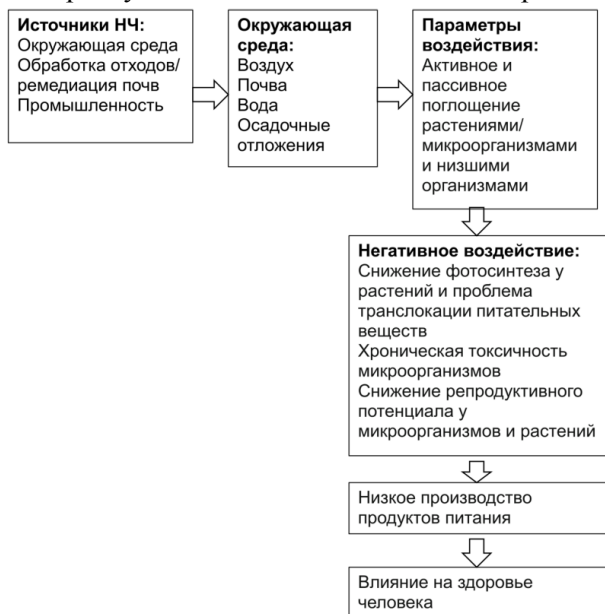 Источники НЧ:
Окружающая среда
Обработка отходов/
ремедиация почв
Промышленность
Окружающая
среда:
Воздух
Почва
Вода
Осадочные
отложения
Параметры
воздействия:
Активное и
пассивное
поглощение
растениями/
микроорганизмами
и низшими
организмами
Негативное воздействие:
Снижение фотосинтеза у
растений и проблема
транслокации питательных
веществ
Хроническая токсичность
микроорганизмов
Снижение репродуктивного
потенциала у
микроорганизмов и растений
Низкое производство
продуктов питания
Влияние на здоровье
человека